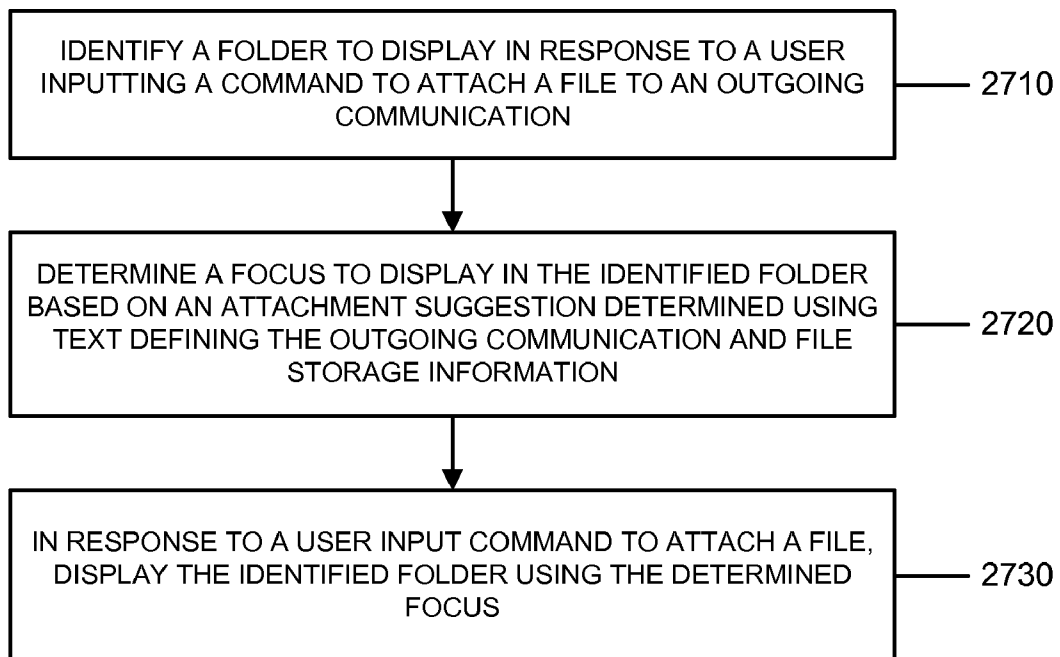 IDENTIFY A FOLDER TO DISPLAY IN RESPONSE TO A USER
INPUTTING A COMMAND TO ATTACH A FILE TO AN OUTGOING
COMMUNICATION
2710
DETERMINE A FOCUS TO DISPLAY IN THE IDENTIFIED FOLDER
BASED ON AN ATTACHMENT SUGGESTION DETERMINED USING
TEXT DEFINING THE OUTGOING COMMUNICATION AND FILE
STORAGE INFORMATION
2720
IN RESPONSE TO A USER INPUT COMMAND TO ATTACH A FILE,
DISPLAY THE IDENTIFIED FOLDER USING THE DETERMINED
FOCUS
2730